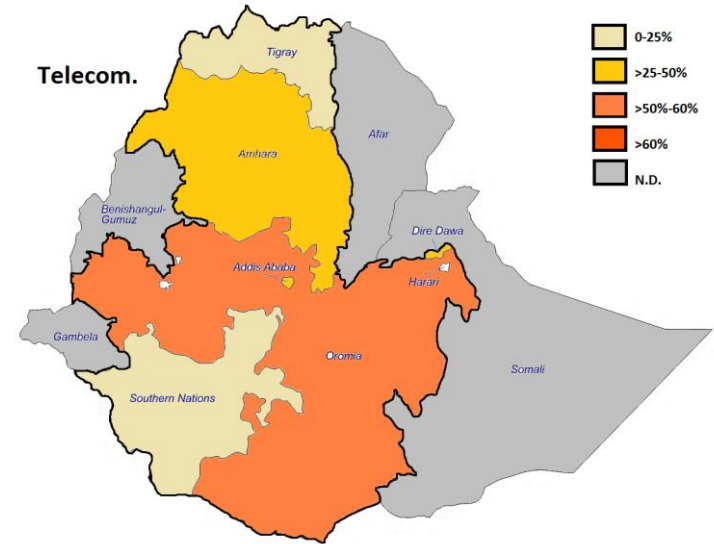 Telecom.
0-25%
>25-50%
>50%-60%
>60%
N.D.
Tigray
Afar
Amhara
Benishangul-
Gumuz
Dire Dawa
Addis Ababa
Harari
Gambela
Oromia
Somali
Southern Nations